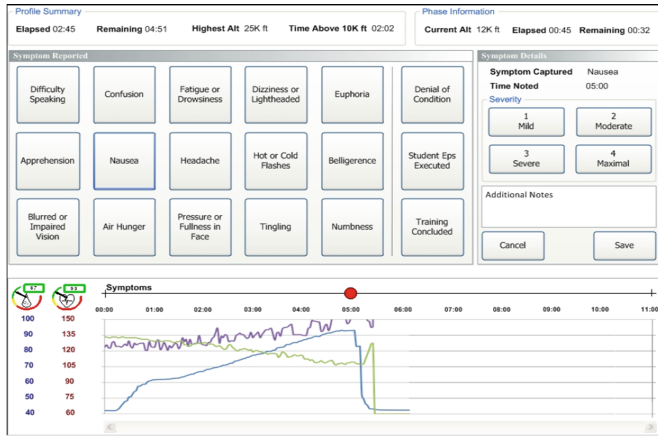 Profile Summary
Elapsed 02:45 Remaining 04:51 Highest Alt 25K ft Time Above 10K ft 02:02
Phase Information
Current Alt 12K ft Elapsed 00:45 Remaining 00:32
Symptom Reported
Difficulty
Speaking
Confusion
Fatigue or
Drowsiness
Dizziness or
Lightheaded
Euphoria
Denial of
Condition
Apprehension
Nausea
Headache
Hot or Cold
Flashes
Belligerence
Student Eps
Executed
Blurred or
Impaired
Vision
Air Hunger
Pressure or
Fullness in
Face
Tingling
Numbness
Training
Concluded
Symptom Details
Symptom Captured Nausea
Time Noted 05:00
Severity
1
Mild
2
Moderate
3
Severe
4
Maximal
Additional Notes
Cancel
Save
Symptoms
00:00 01:00 02:00 03:00 04:00 05:00 06:00 07:00 08:00 09:00 10:00 11:00
100 150
90 135
80 120
70 105
60 90
50 75
40 60